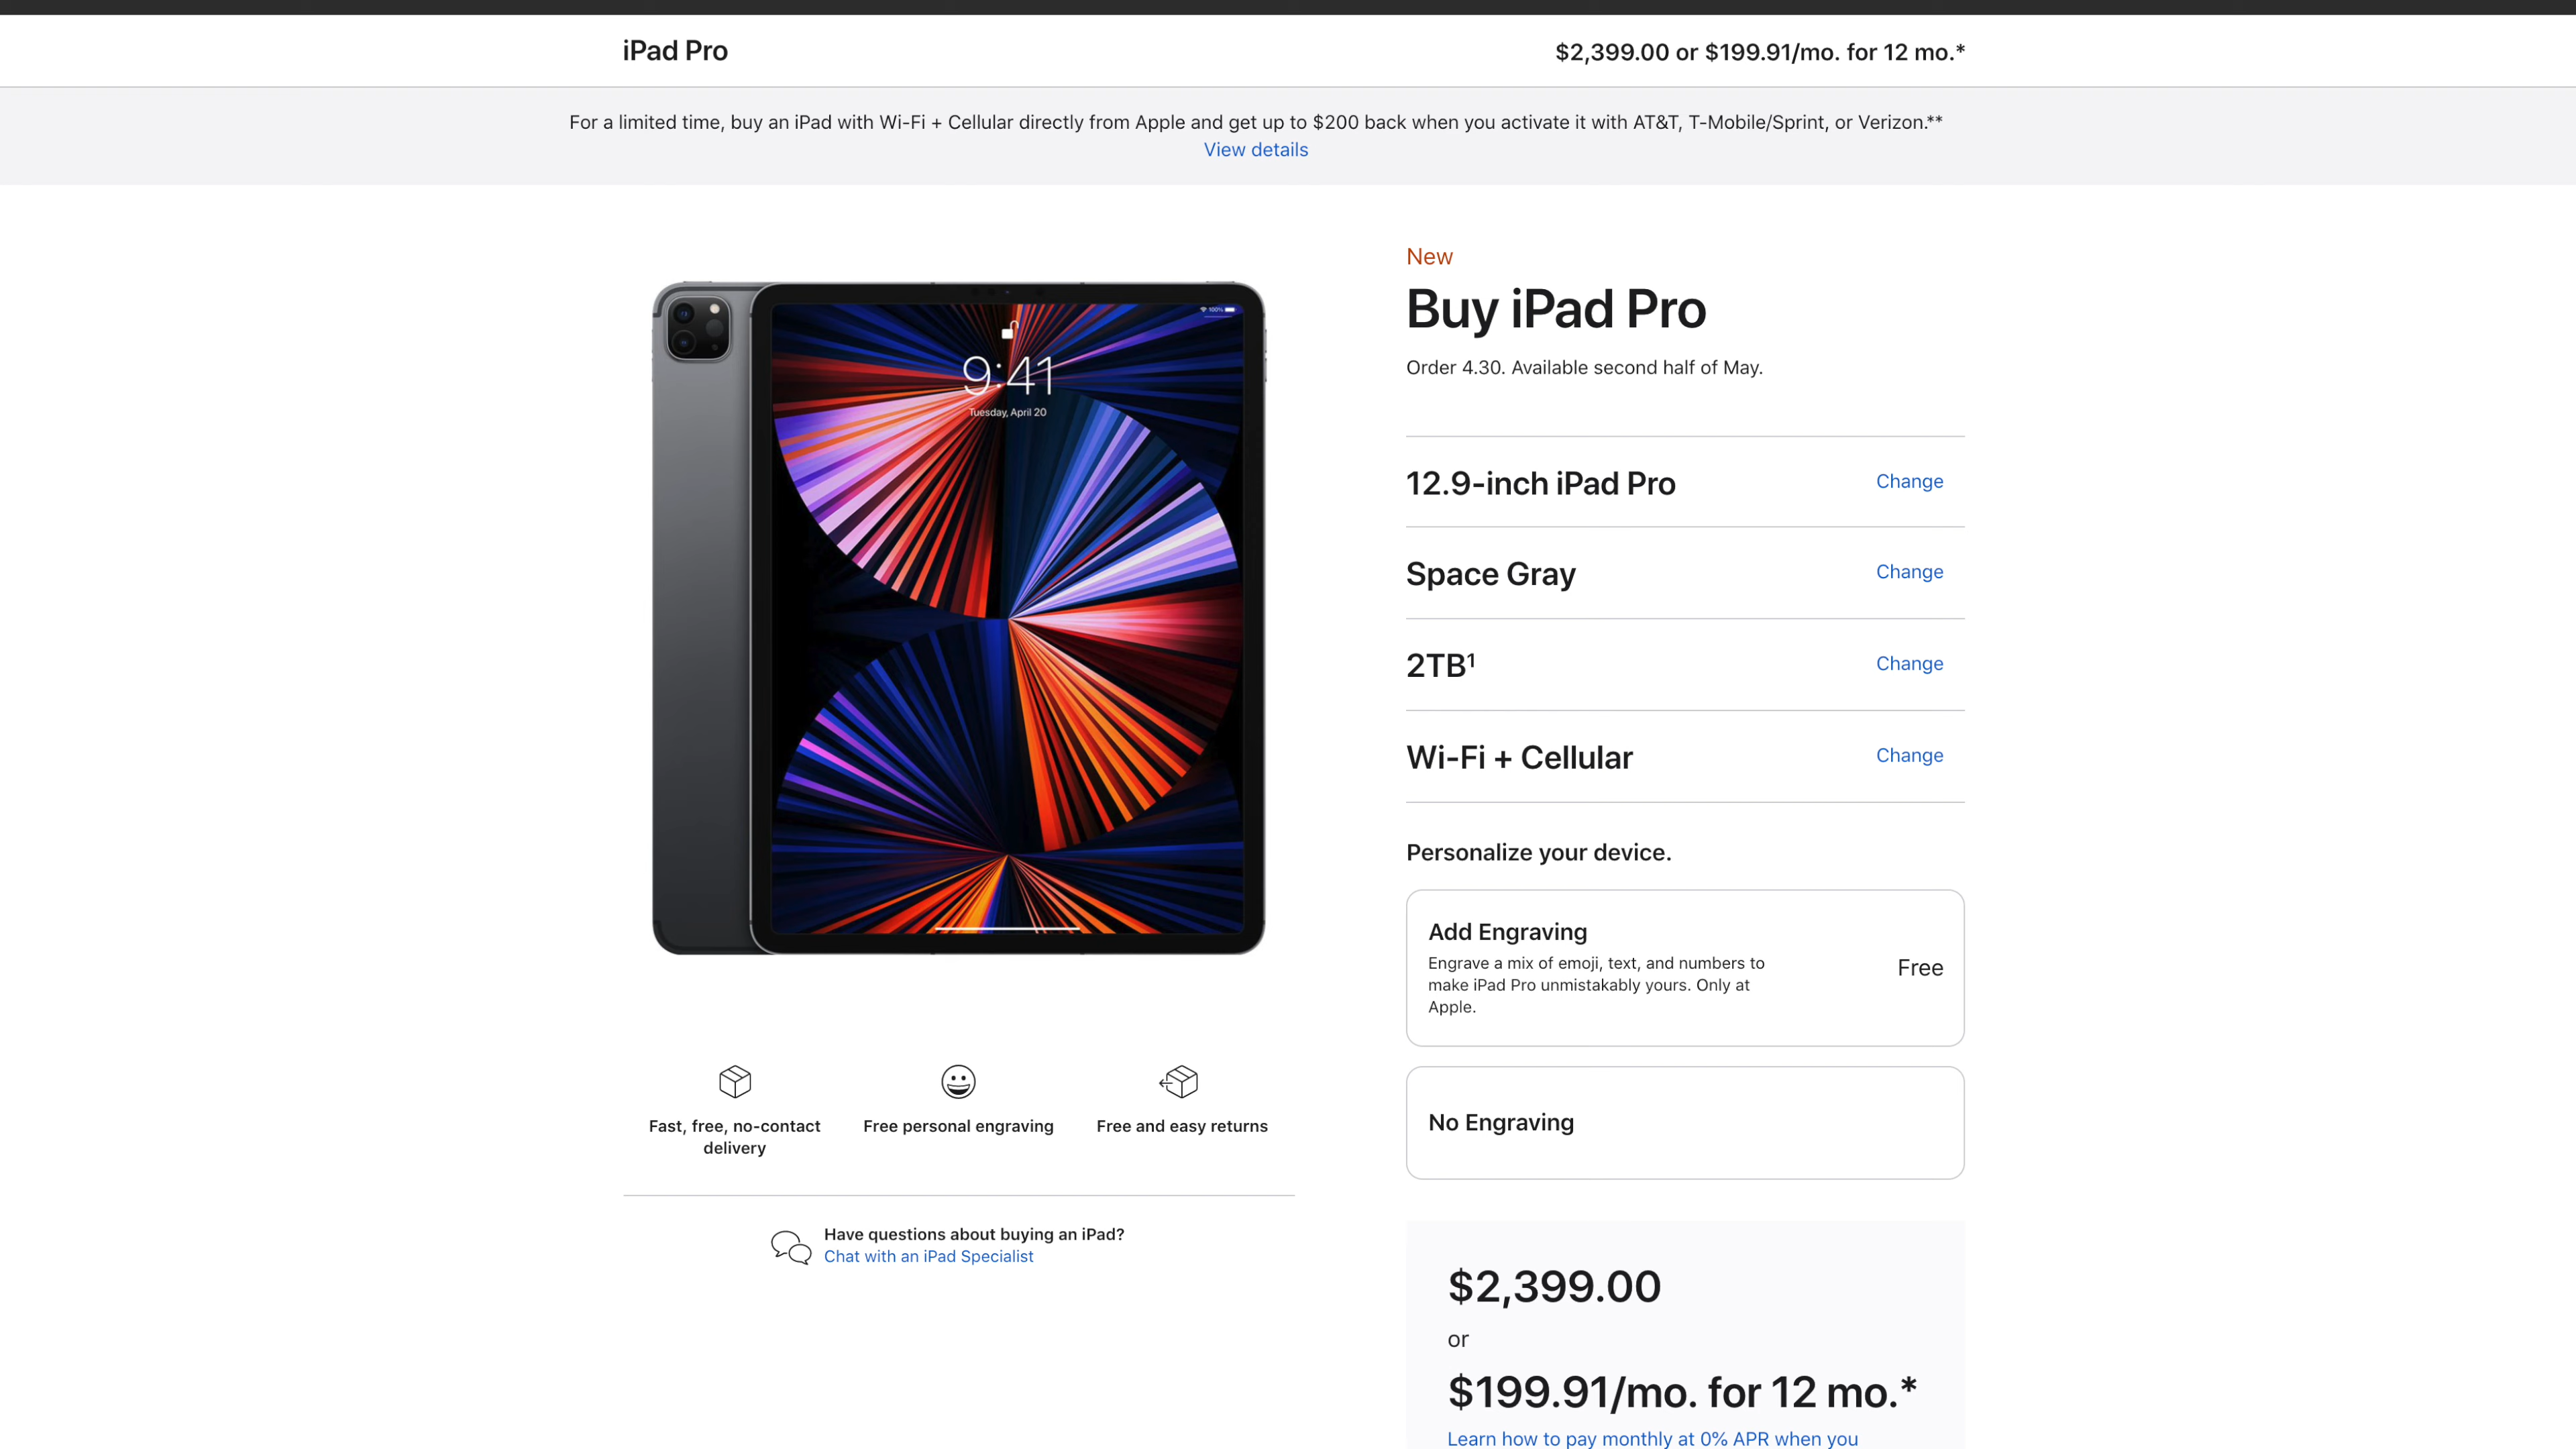 iPad Pro
$2,399.00 or $199.91/mo. for 12 mo.*
For a limited time, buy an iPad with Wi-Fi + Cellular directly from Apple and get up to $200 back when you activate it with AT&T, T-Mobile/Sprint, or Verizon.**
View details
100%
9:41
Tuesday, April 20
Fast, free, no-contact
delivery
Free personal engraving
Free and easy returns
Have questions about buying an iPad?
Chat with an iPad Specialist
New
Buy iPad Pro
Order 4.30. Available second half of May.
12.9-inch iPad Pro
Change
Space Gray
Change
2TB¹
Change
Wi-Fi + Cellular
Change
Personalize your device.
Add Engraving
Engrave a mix of emoji, text, and numbers to
make iPad Pro unmistakably yours. Only at
Apple.
Free
No Engraving
$2,399.00
or
$199.91/mo. for 12 mo.*
Learn how to pay monthly at 0% APR when you